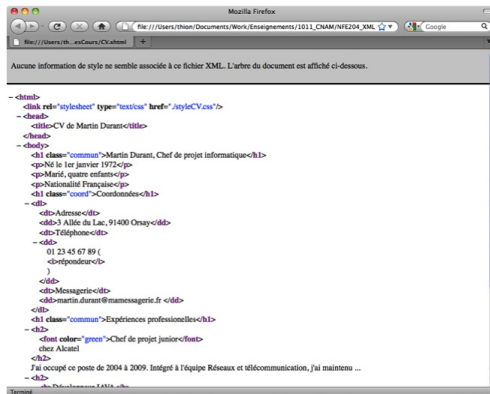 Mozilla Firefox
file:///Users/thion/Documents/Work/Enseignements/1011_CNAM/NFE204_XML
Google
file:///Users/th...esCours/CV.xhtml
Aucune information de style ne semble associée à ce fichier XML. L'arbre du document est affiché ci-dessous.
– <html>
<link rel="stylesheet" type="text/css" href="./styleCV.css"/>
– <head>
<title>CV de Martin Durant</title>
</head>
– <body>
<h1 class="commun">Martin Durant, Chef de projet informatique</h1>
<p>Né le 1er janvier 1972</p>
<p>Marié, quatre enfants</p>
<p>Nationalité Française</p>
<h1 class="coord">Coordonnées</h1>
– <dl>
<dt>Adresse</dt>
<dd>3 Allée du Lac, 91400 Orsay</dd>
<dt>Téléphone</dt>
– <dd>
01 23 45 67 89 (
<i>répondeur</i>
)
</dd>
<dt>Messagerie</dt>
<dd>martin.durant@mamessagerie.fr </dd>
</dl>
<h1 class="commun">Expériences professionelles</h1>
– <h2>
<font color="green">Chef de projet junior</font>
chez Alcatel
</h2>
J'ai occupé ce poste de 2004 à 2009. Intégré à l'équipe Réseaux et télécommunication, j'ai maintenu ...
– <h2>
Développeur JAVA
Terminé